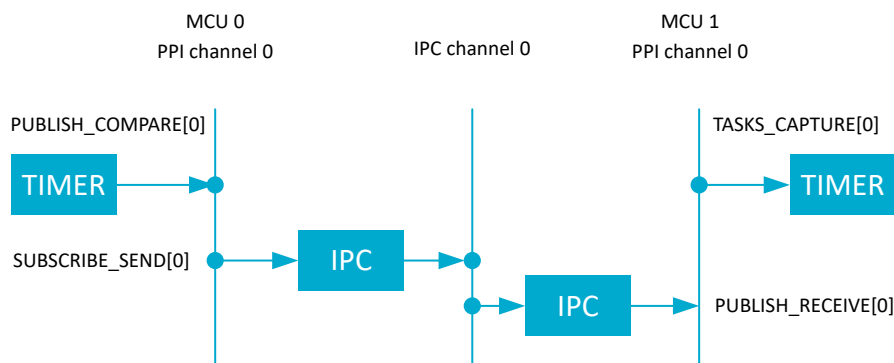 MCU 0
PPI channel 0
IPC channel 0
MCU 1
PPI channel 0
PUBLISH_COMPARE[0]
TASKS_CAPTURE[0]
TIMER
TIMER
SUBSCRIBE_SEND[0]
IPC
IPC
PUBLISH_RECEIVE[0]